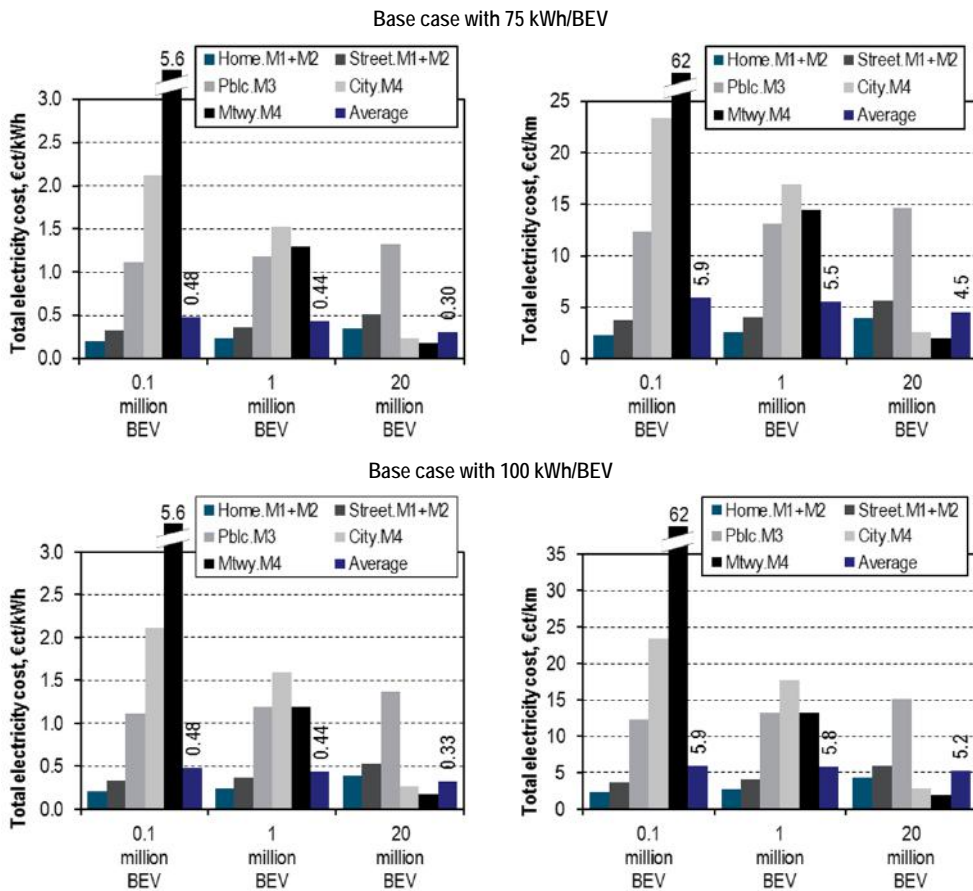 Base case with 75 kWh/BEV
5.6
Home.M1+M2 Street.M1+M2
Pblc.M3 City.M4
Mtwy.M4 Average
Total electricity cost, €ct/kWh
3.0
2.5
2.0
1.5
1.0
0.5
0.0
0.48
0.44
0.30
0.1 million BEV
1 million BEV
20 million BEV
62
Home.M1+M2 Street.M1+M2
Pblc.M3 City.M4
Mtwy.M4 Average
Total electricity cost, €ct/km
25
20
15
10
5
0
5.9
5.5
4.5
0.1 million BEV
1 million BEV
20 million BEV
Base case with 100 kWh/BEV
5.6
Home.M1+M2 Street.M1+M2
Pblc.M3 City.M4
Mtwy.M4 Average
Total electricity cost, €ct/kWh
3.0
2.5
2.0
1.5
1.0
0.5
0.0
0.48
0.44
0.33
0.1 million BEV
1 million BEV
20 million BEV
62
Home.M1+M2 Street.M1+M2
Pblc.M3 City.M4
Mtwy.M4 Average
Total electricity cost, €ct/km
35
30
25
20
15
10
5
0
5.9
5.8
5.2
0.1 million BEV
1 million BEV
20 million BEV